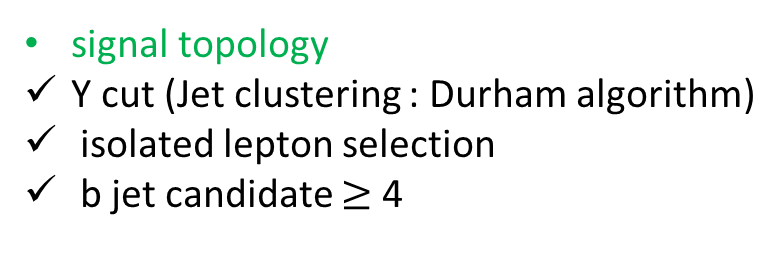 • signal topology
✓ Y cut (Jet clustering : Durham algorithm)
✓ isolated lepton selection
✓ b jet candidate ≥ 4